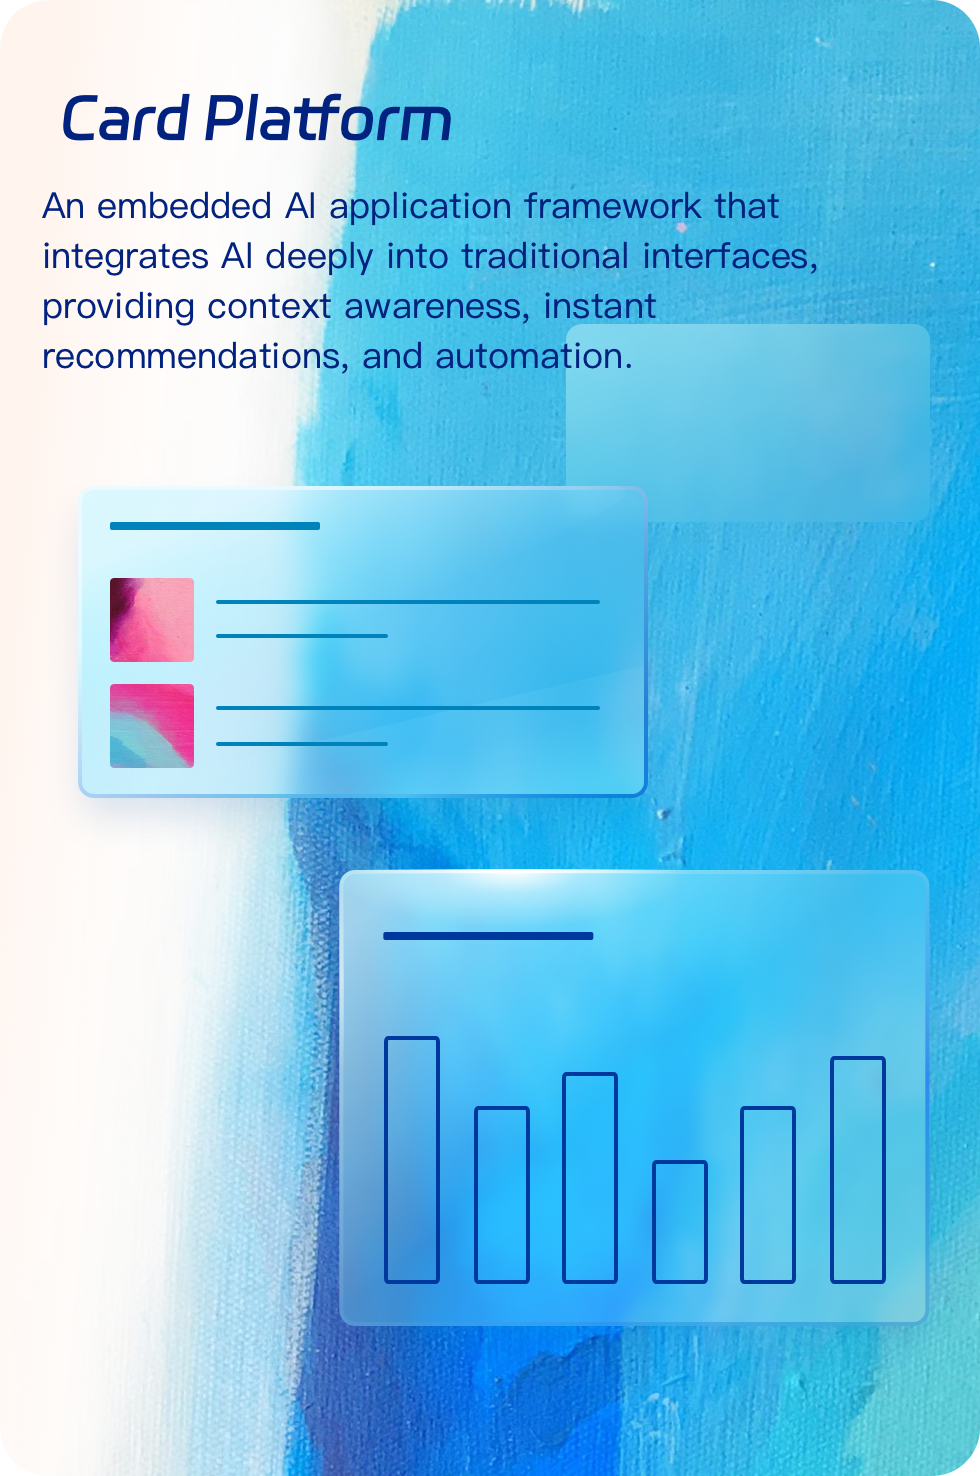 Card Platform
An embedded AI application framework that
integrates AI deeply into traditional interfaces,
providing context awareness, instant
recommendations, and automation.